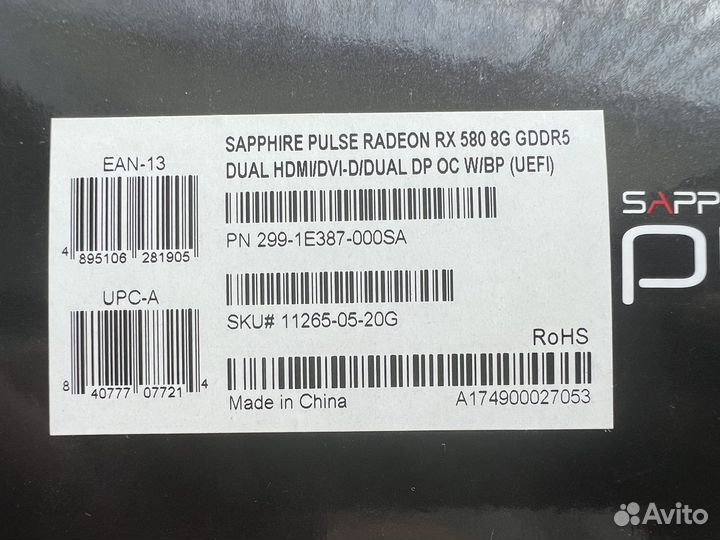 SAPPHIRE PULSE RADEON RX 580 8G GDDR5
DUAL HDMI/DVI-D/DUAL DP OC W/BP (UEFI)
EAN-13
4 895106 281905
PN 299-1E387-000SA
UPC-A
8 40777 07721 4
SKU# 11265-05-20G
RoHS
Made in China
A174900027053
SAPP
Avito